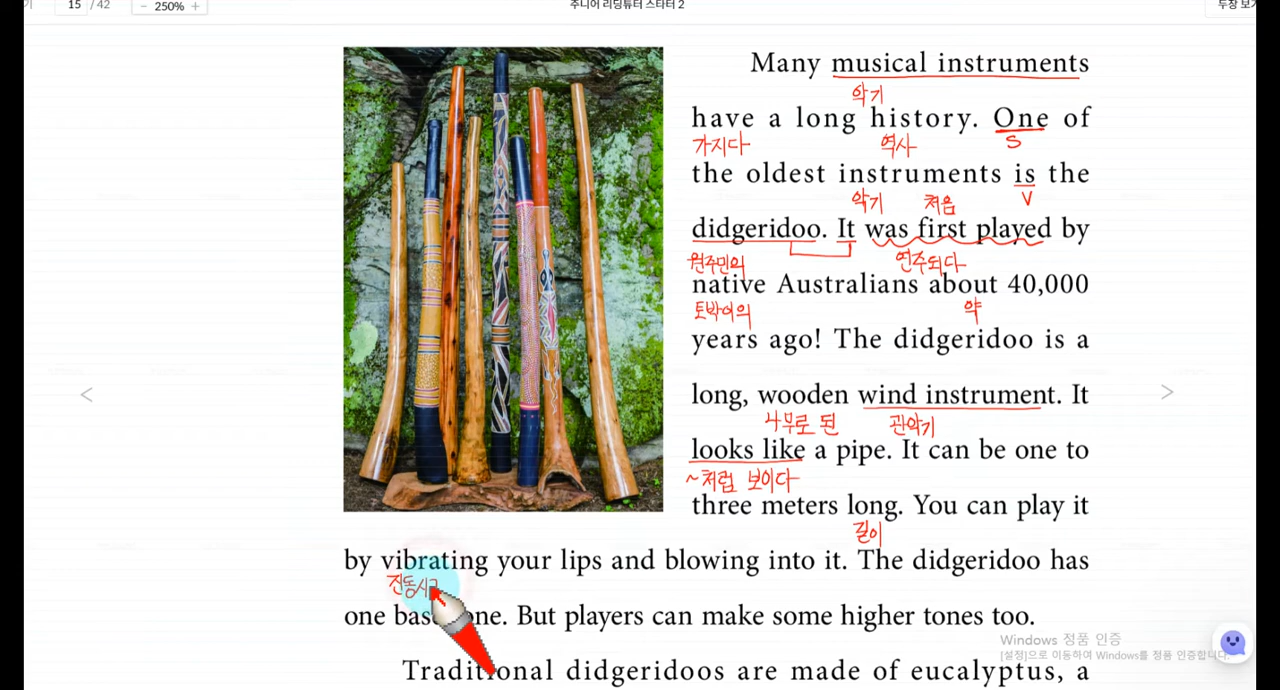 15 / 42
− 250% +
주니어 리딩튜터 스타터 2
두장 보기
Many musical instruments
악기
have a long history. One of
가지다 역사 S
the oldest instruments is the
악기 처음 V
didgeridoo. It was first played by
원주민의 연주되다
native Australians about 40,000
토박이의 약
years ago! The didgeridoo is a
long, wooden wind instrument. It
나무로 된 관악기
looks like a pipe. It can be one to
~처럼 보이다
three meters long. You can play it
길이
by vibrating your lips and blowing into it. The didgeridoo has
진동시
one bas one. But players can make some higher tones too.
Windows 정품 인증
[설정]으로 이동하여 Windows를 정품 인증합니다.
Traditional didgeridoos are made of eucalyptus, a